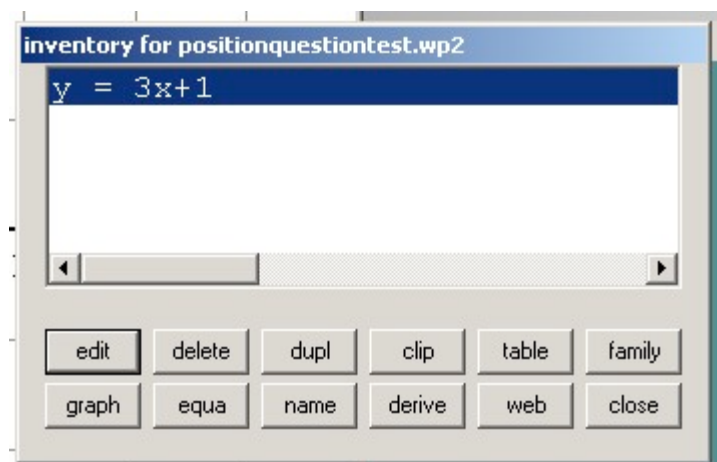 inventory for positionquestiontest.wp2
y = 3x+1
edit delete dupl clip table family
graph equa name derive web close